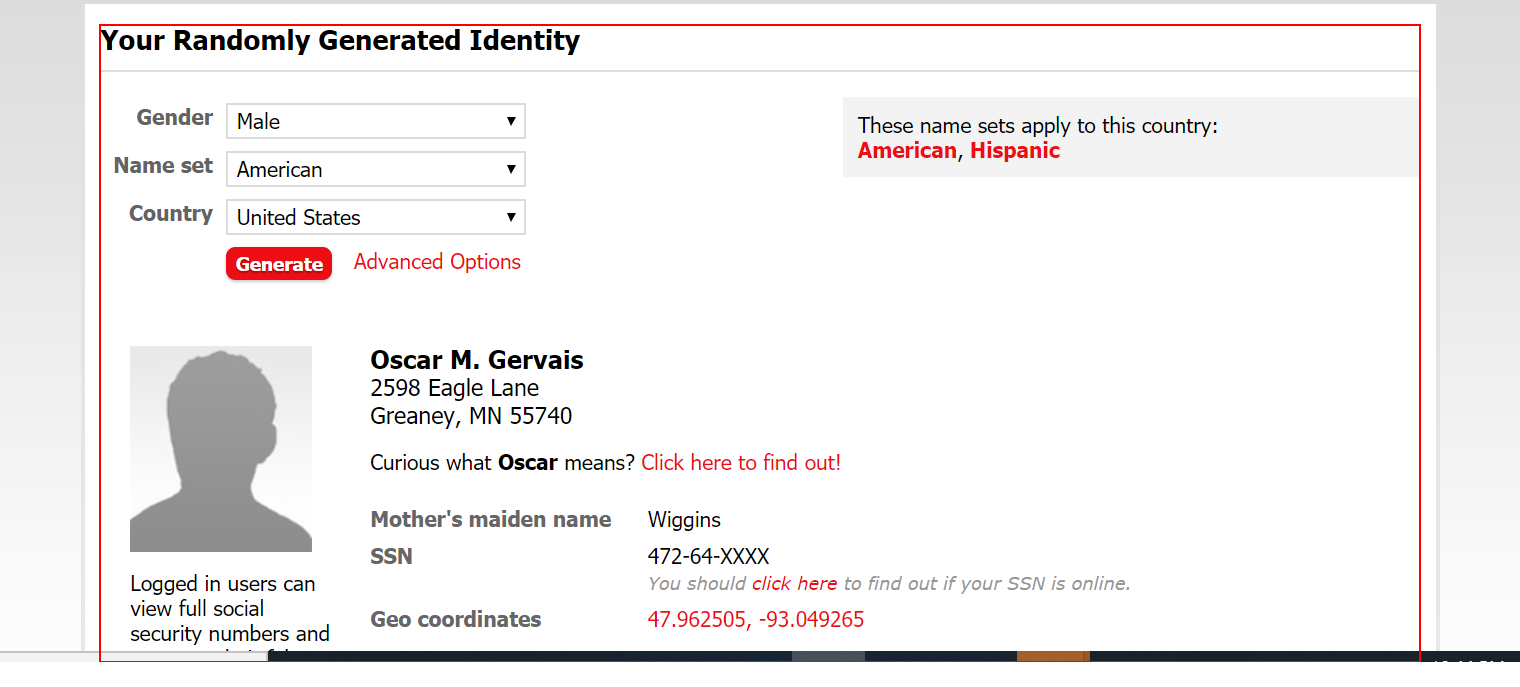 Your Randomly Generated Identity
Gender Male
Name set American
Country United States
Generate Advanced Options
These name sets apply to this country:
American, Hispanic
Oscar M. Gervais
2598 Eagle Lane
Greaney, MN 55740
Curious what Oscar means? Click here to find out!
Mother's maiden name Wiggins
SSN 472-64-XXXX
You should click here to find out if your SSN is online.
Geo coordinates 47.962505, -93.049265
Logged in users can
view full social
security numbers and